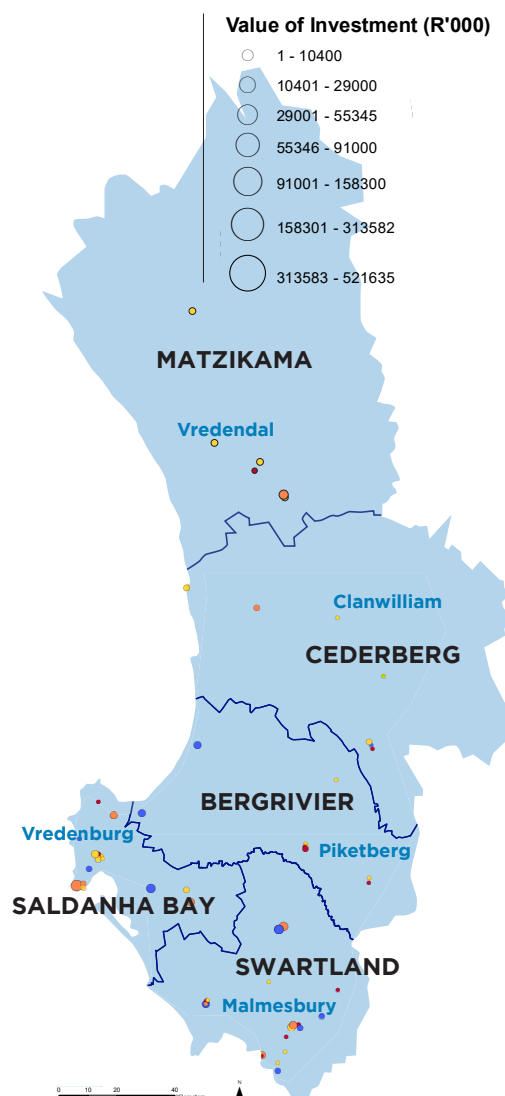 Value of Investment (R'000)
1 - 10400
10401 - 29000
29001 - 55345
55346 - 91000
91001 - 158300
158301 - 313582
313583 - 521635
MATZIKAMA
Vredendal
Clanwilliam
CEDERBERG
BERGRIVIER
Vredenburg
Piketberg
SALDANHA BAY
SWARTLAND
Malmesbury
0 10 20 40
N